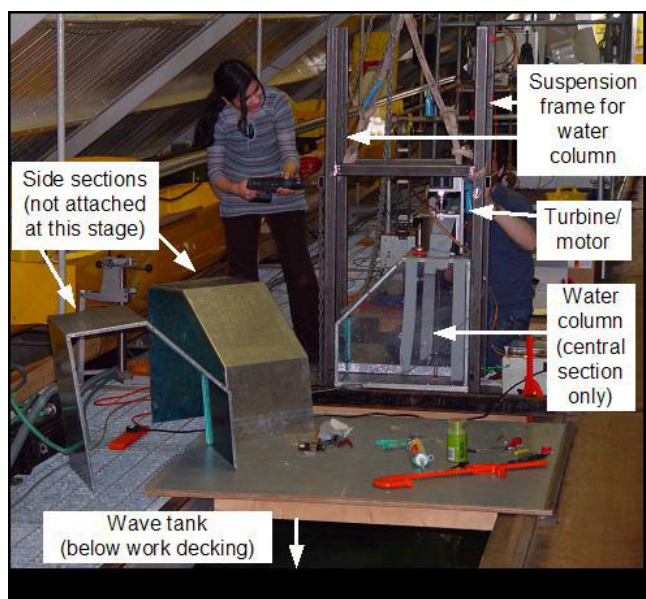 Suspension
frame for
water
column
Side sections
(not attached
at this stage)
Turbine/
motor
Water
column
(central
section
only)
Wave tank
(below work decking)